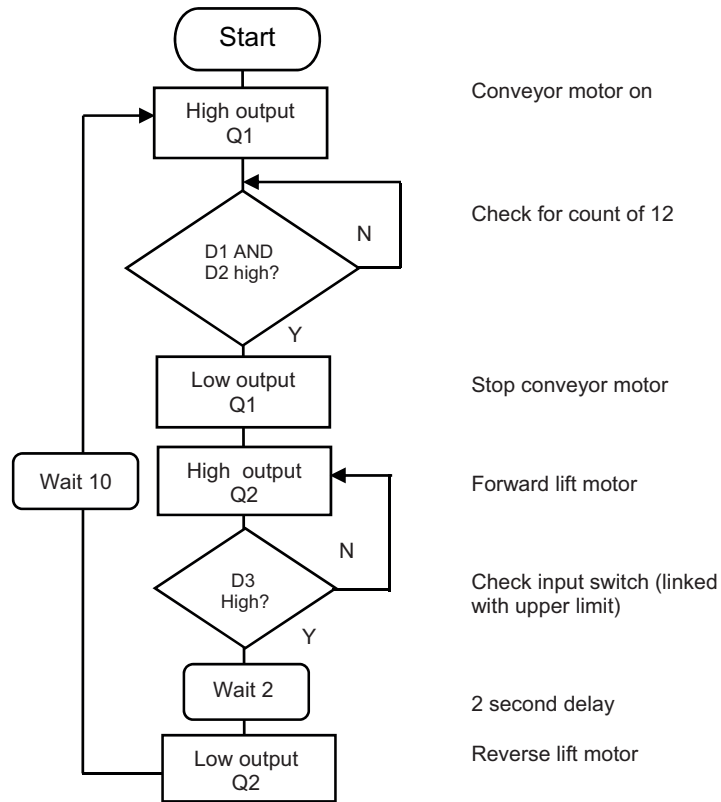 Start
High output
Q1
Conveyor motor on
D1 AND
D2 high?
N
Y
Check for count of 12
Low output
Q1
Stop conveyor motor
Wait 10
High output
Q2
Forward lift motor
D3
High?
N
Y
Check input switch (linked
with upper limit)
Wait 2
2 second delay
Low output
Q2
Reverse lift motor